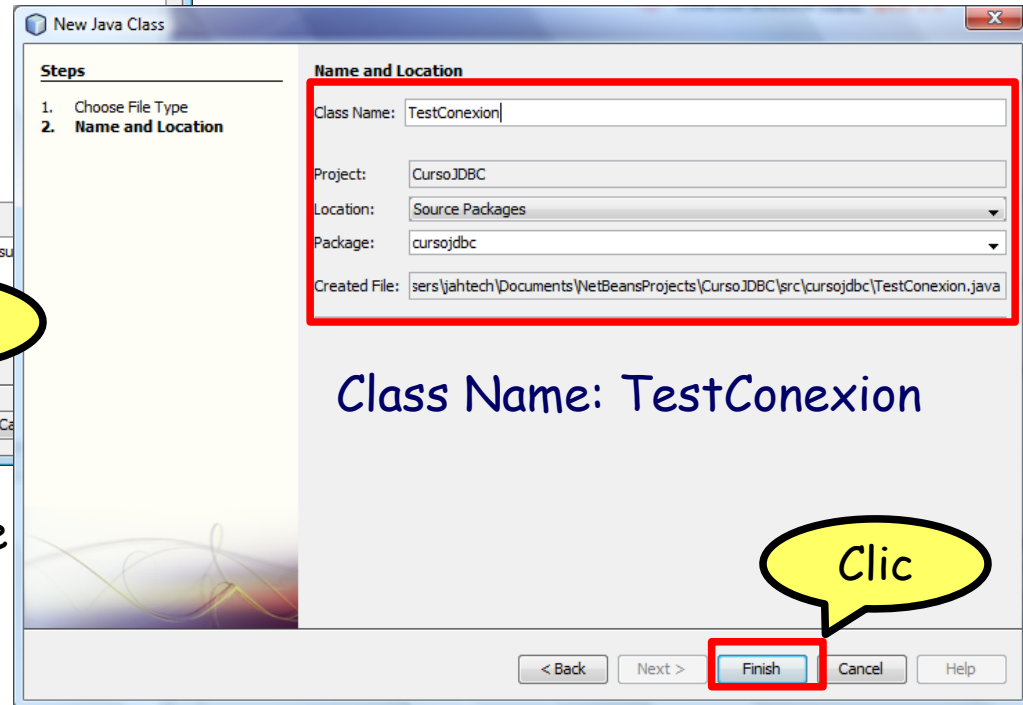 New Java Class
Steps
1. Choose File Type
2. Name and Location
Name and Location
Class Name: TestConexion
Project: CursoJDBC
Location: Source Packages
Package: cursojdbc
Created File: sers\jahtech\Documents\NetBeansProjects\CursoJDBC\src\cursojdbc\TestConexion.java
Class Name: TestConexion
Clic
< Back Next > Finish Cancel Help
su
Ca
e